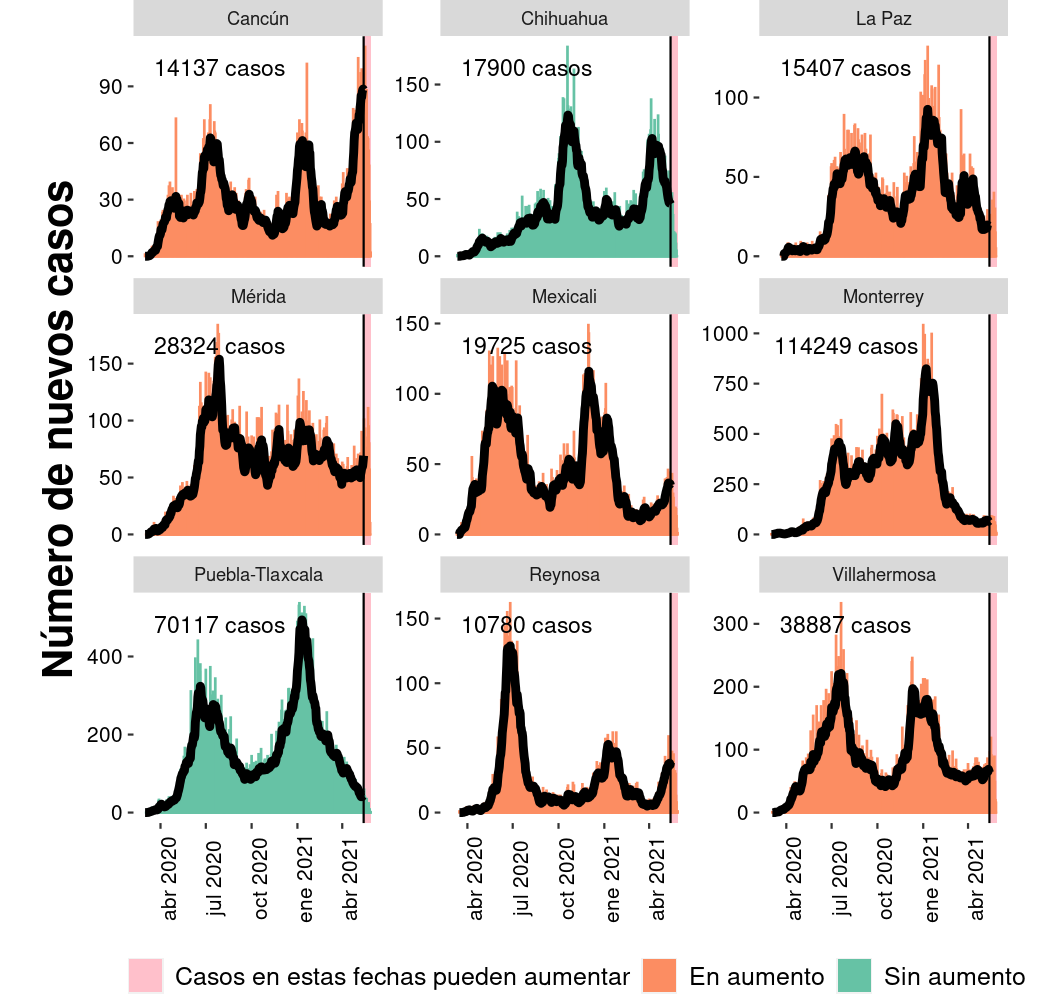 Número de nuevos casos
Cancún
14137 casos
90
60
30
0
Chihuahua
17900 casos
150
100
50
0
La Paz
15407 casos
100
50
0
Mérida
28324 casos
150
100
50
0
Mexicali
19725 casos
150
100
50
0
Monterrey
114249 casos
1000
750
500
250
0
Puebla-Tlaxcala
70117 casos
400
200
0
abr 2020
jul 2020
oct 2020
ene 2021
abr 2021
Reynosa
10780 casos
150
100
50
0
abr 2020
jul 2020
oct 2020
ene 2021
abr 2021
Villahermosa
38887 casos
300
200
100
0
abr 2020
jul 2020
oct 2020
ene 2021
abr 2021
Casos en estas fechas pueden aumentar
En aumento
Sin aumento